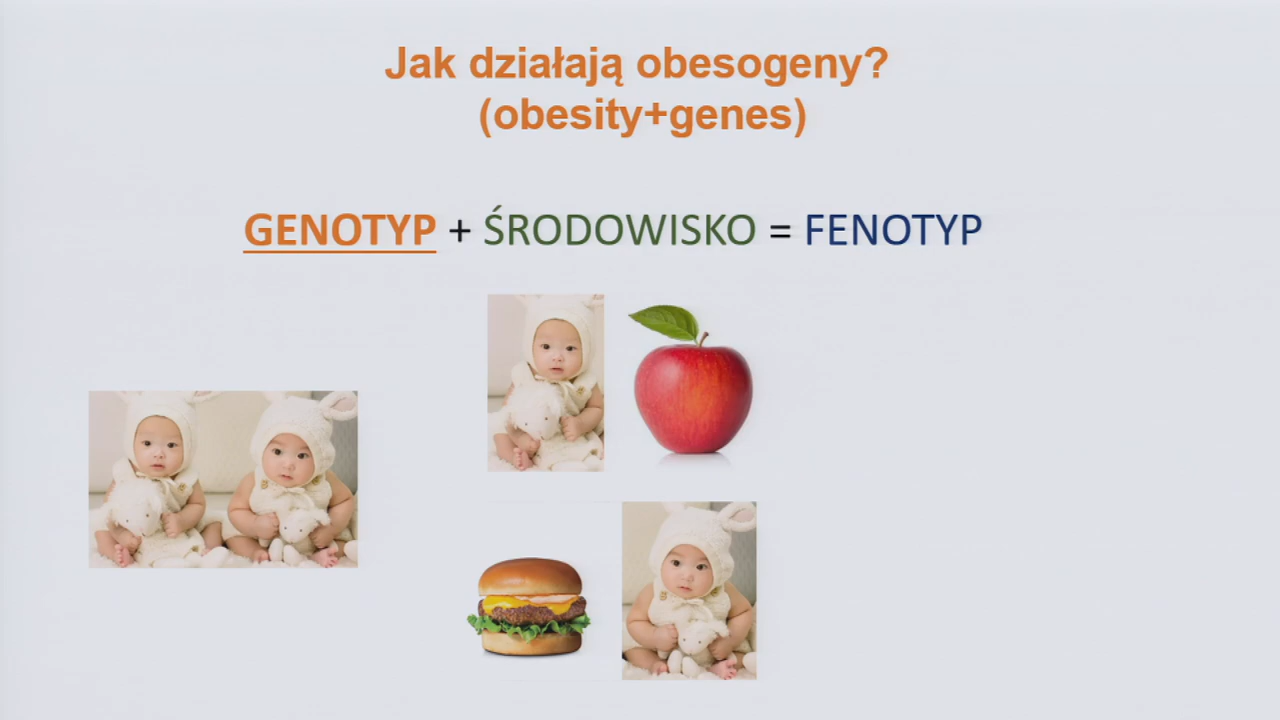 Jak działają obesogeny?
(obesity+genes)
GENOTYP + ŚRODOWISKO = FENOTYP